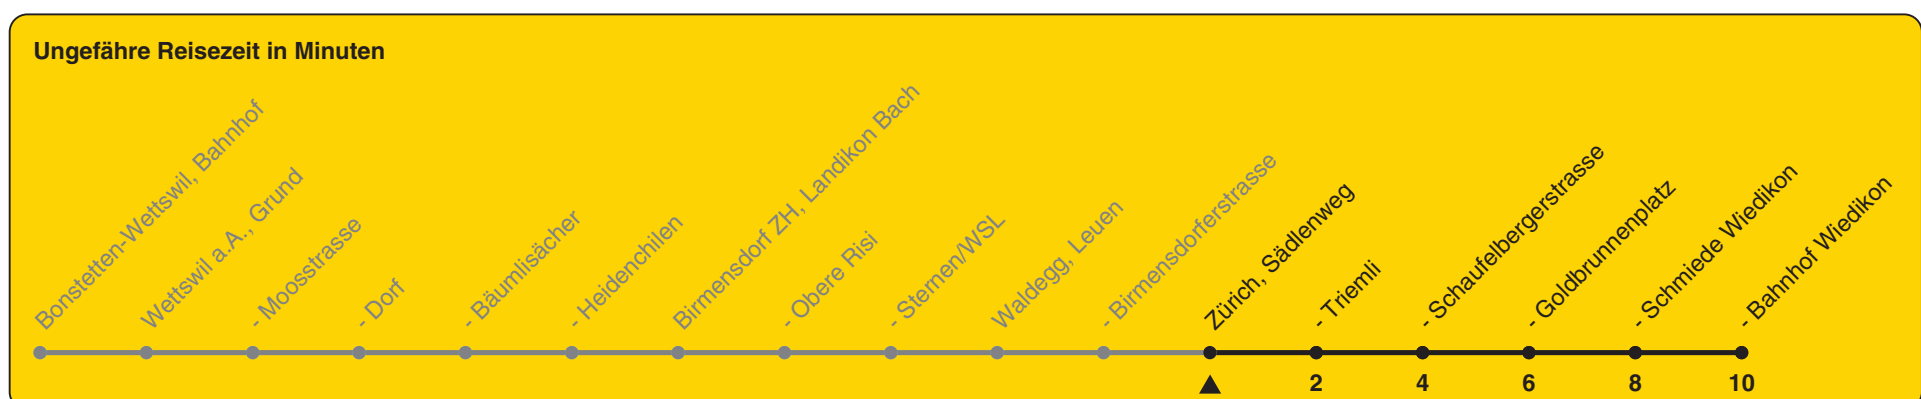 Ungefähre Reisezeit in Minuten
Bonstetten-Wettswil, Bahnhof
Wettswil a.A., Grund
- Moosstrasse
- Dorf
- Bäumlisächer
- Heidenchilen
Birmensdorf ZH, Landikon Bach
- Obere Risi
- Sternen/WSL
Waldegg, Leuen
- Birmensdorferstrasse
Zürich, Sädlenweg
- Triemli
- Schaufelbergerstrasse
- Goldbrunnenplatz
- Schmiede Wiedikon
- Bahnhof Wiedikon
2 4 6 8 10